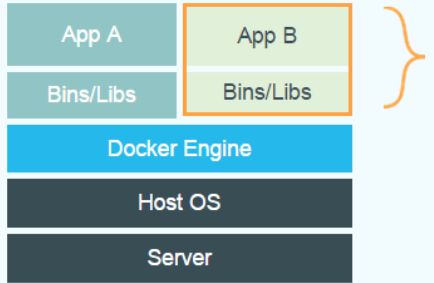 App A
App B
Bins/Libs
Bins/Libs
Docker Engine
Host OS
Server